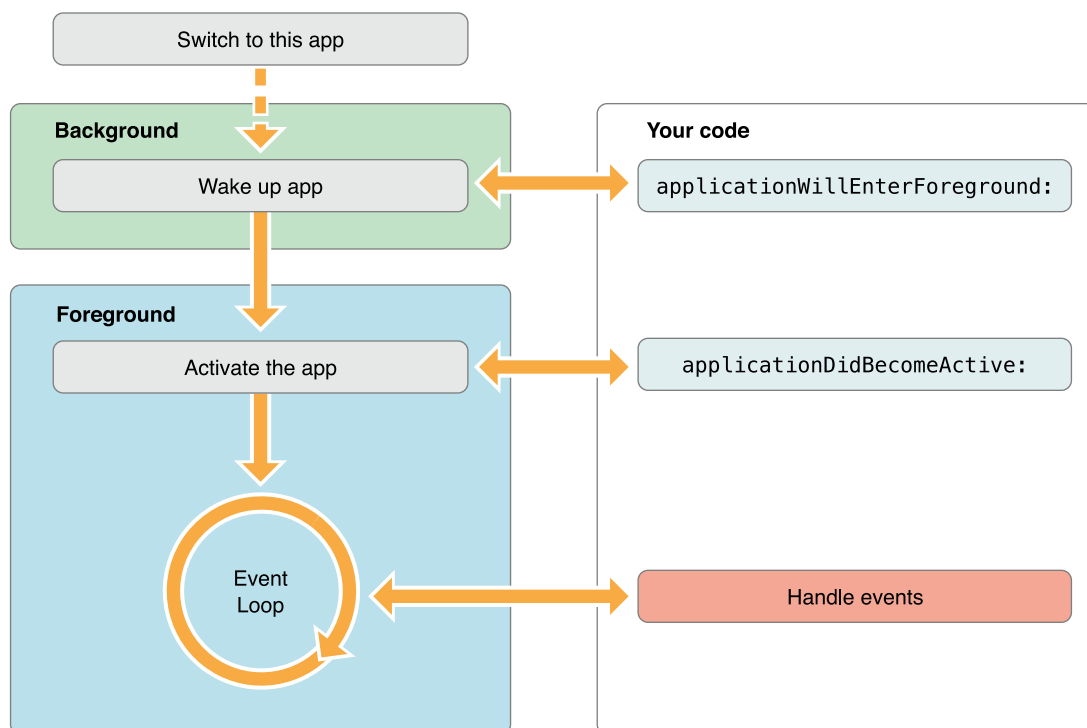 Switch to this app
Background
Your code
Wake up app
applicationWillEnterForeground:
Foreground
Activate the app
applicationDidBecomeActive:
Event
Loop
Handle events